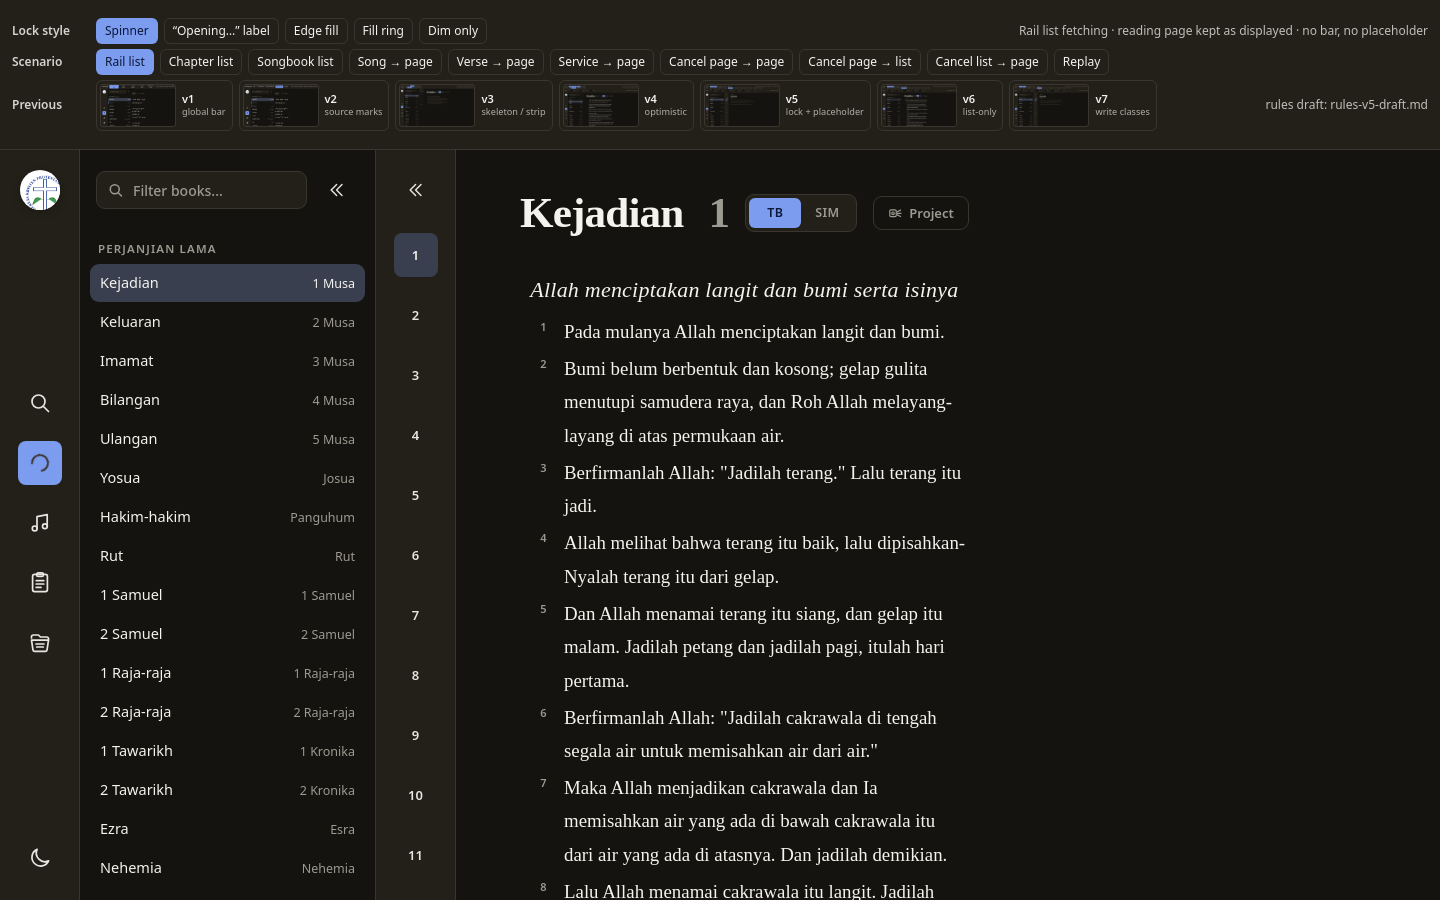 Lock style Spinner “Opening…” label Edge fill Fill ring Dim only Rail list fetching · reading page kept as displayed · no bar, no placeholder
Scenario Rail list Chapter list Songbook list Song → page Verse → page Service → page Cancel page → page Cancel page → list Cancel list → page Replay
Previous v1 global bar v2 source marks v3 skeleton / strip v4 optimistic v5 lock + placeholder v6 list-only v7 write classes rules draft: rules-v5-draft.md
Filter books...
PERJANJIAN LAMA
Kejadian 1 Musa
Keluaran 2 Musa
Imamat 3 Musa
Bilangan 4 Musa
Ulangan 5 Musa
Yosua Josua
Hakim-hakim Panguhum
Rut Rut
1 Samuel 1 Samuel
2 Samuel 2 Samuel
1 Raja-raja 1 Raja-raja
2 Raja-raja 2 Raja-raja
1 Tawarikh 1 Kronika
2 Tawarikh 2 Kronika
Ezra Esra
Nehemia Nehemia
1
2
3
4
5
6
7
8
9
10
11
Kejadian 1 TB SIM Project
Allah menciptakan langit dan bumi serta isinya
1 Pada mulanya Allah menciptakan langit dan bumi.
2 Bumi belum berbentuk dan kosong; gelap gulita
menutupi samudera raya, dan Roh Allah melayang-
layang di atas permukaan air.
3 Berfirmanlah Allah: "Jadilah terang." Lalu terang itu
jadi.
4 Allah melihat bahwa terang itu baik, lalu dipisahkan-
Nyalah terang itu dari gelap.
5 Dan Allah menamai terang itu siang, dan gelap itu
malam. Jadilah petang dan jadilah pagi, itulah hari
pertama.
6 Berfirmanlah Allah: "Jadilah cakrawala di tengah
segala air untuk memisahkan air dari air."
7 Maka Allah menjadikan cakrawala dan Ia
memisahkan air yang ada di bawah cakrawala itu
dari air yang ada di atasnya. Dan jadilah demikian.
8 Lalu Allah menamai cakrawala itu langit. Jadilah